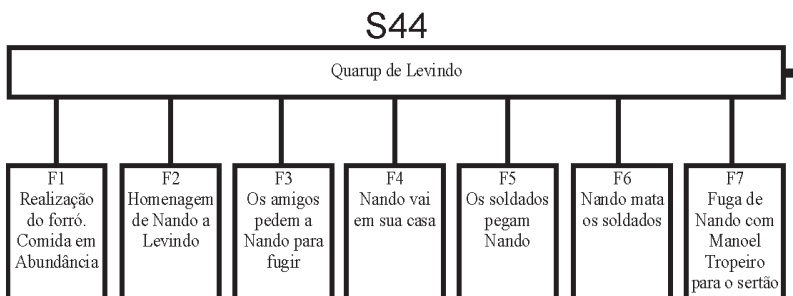 S44
Quarup de Levindo
F1
Realização
do forró.
Comida em
Abundância
F2
Homenagem
de Nando a
Levindo
F3
Os amigos
pedem a
Nando para
fugir
F4
Nando vai
em sua casa
F5
Os soldados
pegam
Nando
F6
Nando mata
os soldados
F7
Fuga de
Nando com
Manoel
Tropeiro
para o sertão